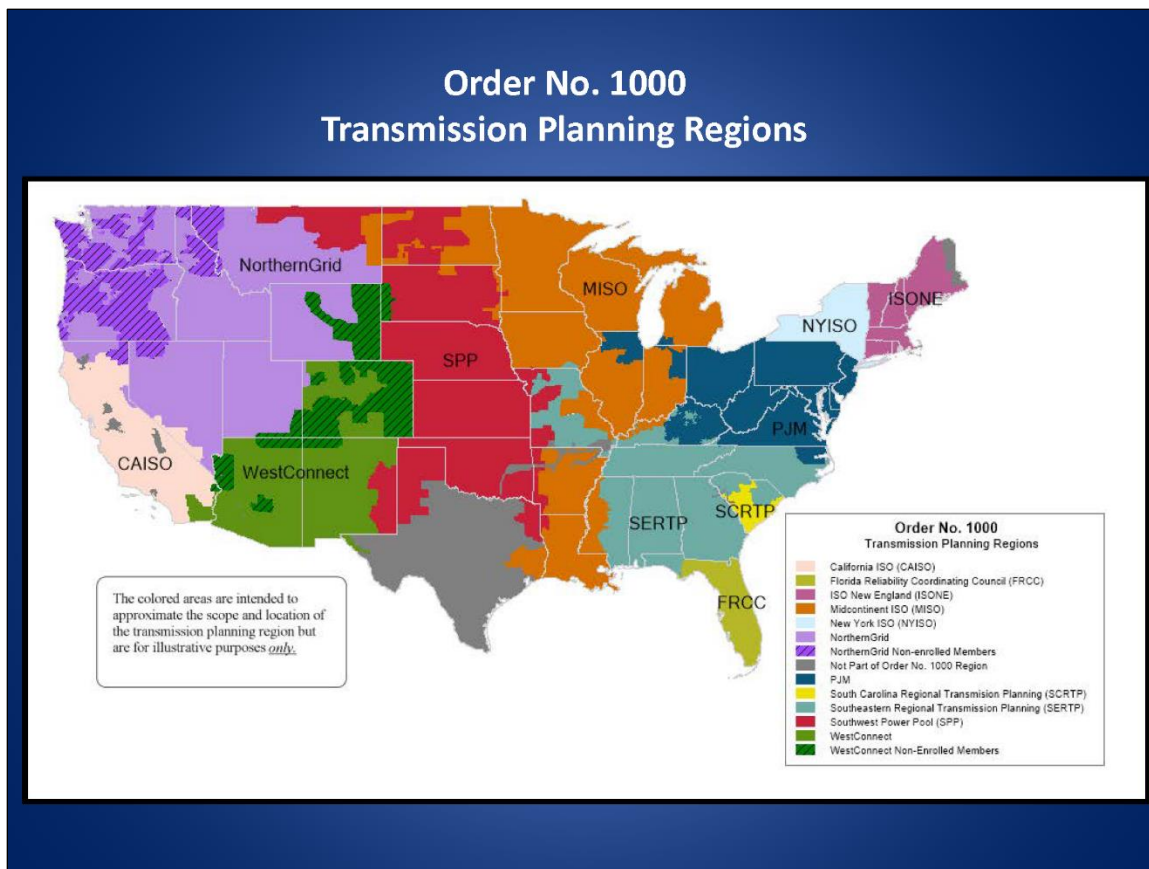 Order No. 1000
Transmission Planning Regions
NorthernGrid
MISO
ISONE
NYISO
SPP
PJM
CAISO
WestConnect
SERTP
SCRTP
FRCC
The colored areas are intended to
approximate the scope and location of
the transmission planning region but
are for illustrative purposes only.
Order No. 1000
Transmission Planning Regions
California ISO (CAISO)
Florida Reliability Coordinating Council (FRCC)
ISO New England (ISONE)
Midcontinent ISO (MISO)
New York ISO (NYISO)
NorthernGrid
NorthernGrid Non-enrolled Members
Not Part of Order No. 1000 Region
PJM
South Carolina Regional Transmision Planning (SCRTP)
Southeastern Regional Transmission Planning (SERTP)
Southwest Power Pool (SPP)
WestConnect
WestConnect Non-Enrolled Members